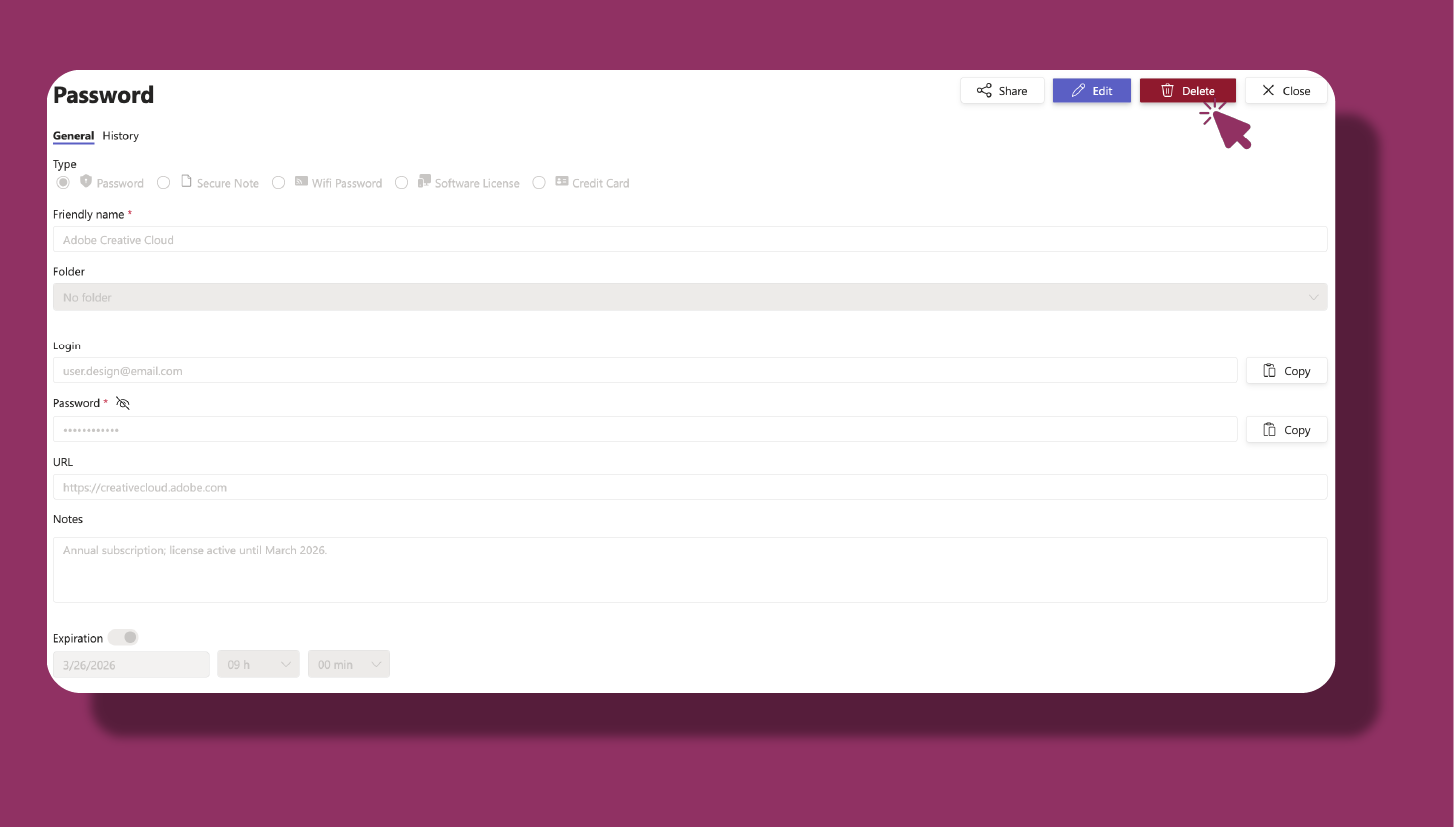 Password
Share Edit Delete Close
General History
Type
Password Secure Note Wifi Password Software License Credit Card
Friendly name *
Adobe Creative Cloud
Folder
No folder
Login
user.design@email.com Copy
Password *
•••••••••••• Copy
URL
https://creativecloud.adobe.com
Notes
Annual subscription; license active until March 2026.
Expiration
3/26/2026 09 h 00 min